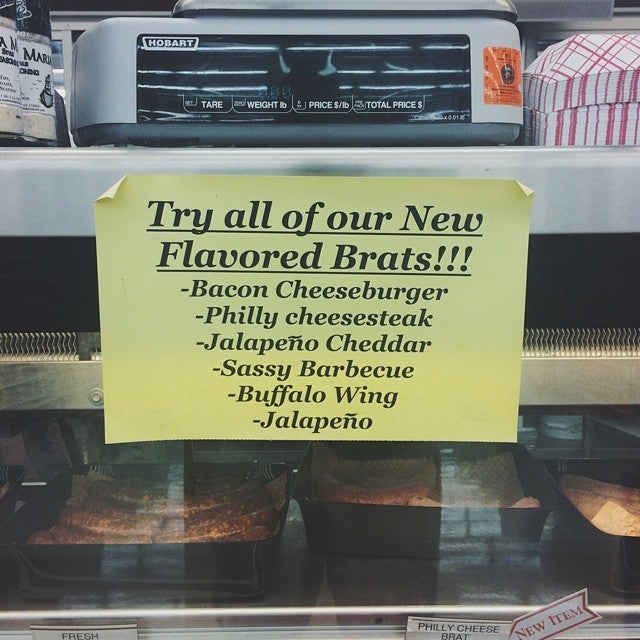 HOBART
TARE
WEIGHT lb
PRICE $/lb
TOTAL PRICE $
MARIA
Try all of our New
Flavored Brats!!!
-Bacon Cheeseburger
-Philly cheesesteak
-Jalapeño Cheddar
-Sassy Barbecue
-Buffalo Wing
-Jalapeño
FRESH
PHILLY CHEESE
BRAT
NEW ITEM